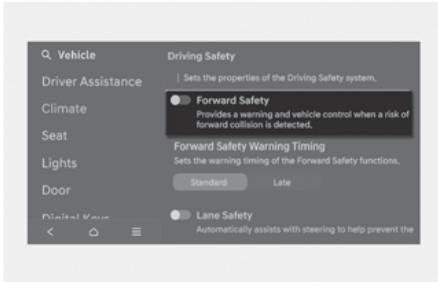 Vehicle
Driving Safety
Driver Assistance
Sets the properties of the Driving Safety system.
Climate
Forward Safety
Provides a warning and vehicle control when a risk of
forward collision is detected.
Seat
Lights
Forward Safety Warning Timing
Sets the warning timing of the Forward Safety functions.
Door
Standard
Late
Digital Keys
Lane Safety
Automatically assists with steering to help prevent the